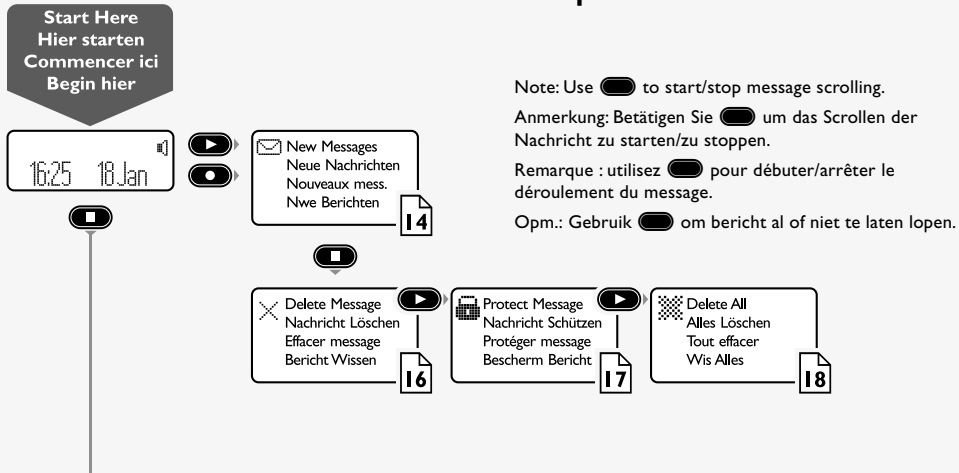 Start Here
Hier starten
Commencer ici
Begin hier
Note: Use to start/stop message scrolling.
Anmerkung: Betätigen Sie um das Scrollen der
Nachricht zu starten/zu stoppen.
Remarque : utilisez pour débuter/arrêter le
déroulement du message.
Opm.: Gebruik om bericht al of niet te laten lopen.
16:25 18.Jan
New Messages
Neue Nachrichten
Nouveaux mess.
Nwe Berichten
14
Delete Message
Nachricht Löschen
Effacer message
Bericht Wissen
16
Protect Message
Nachricht Schützen
Protéger message
Bescherm Bericht
17
Delete All
Alles Löschen
Tout effacer
Wis Alles
18